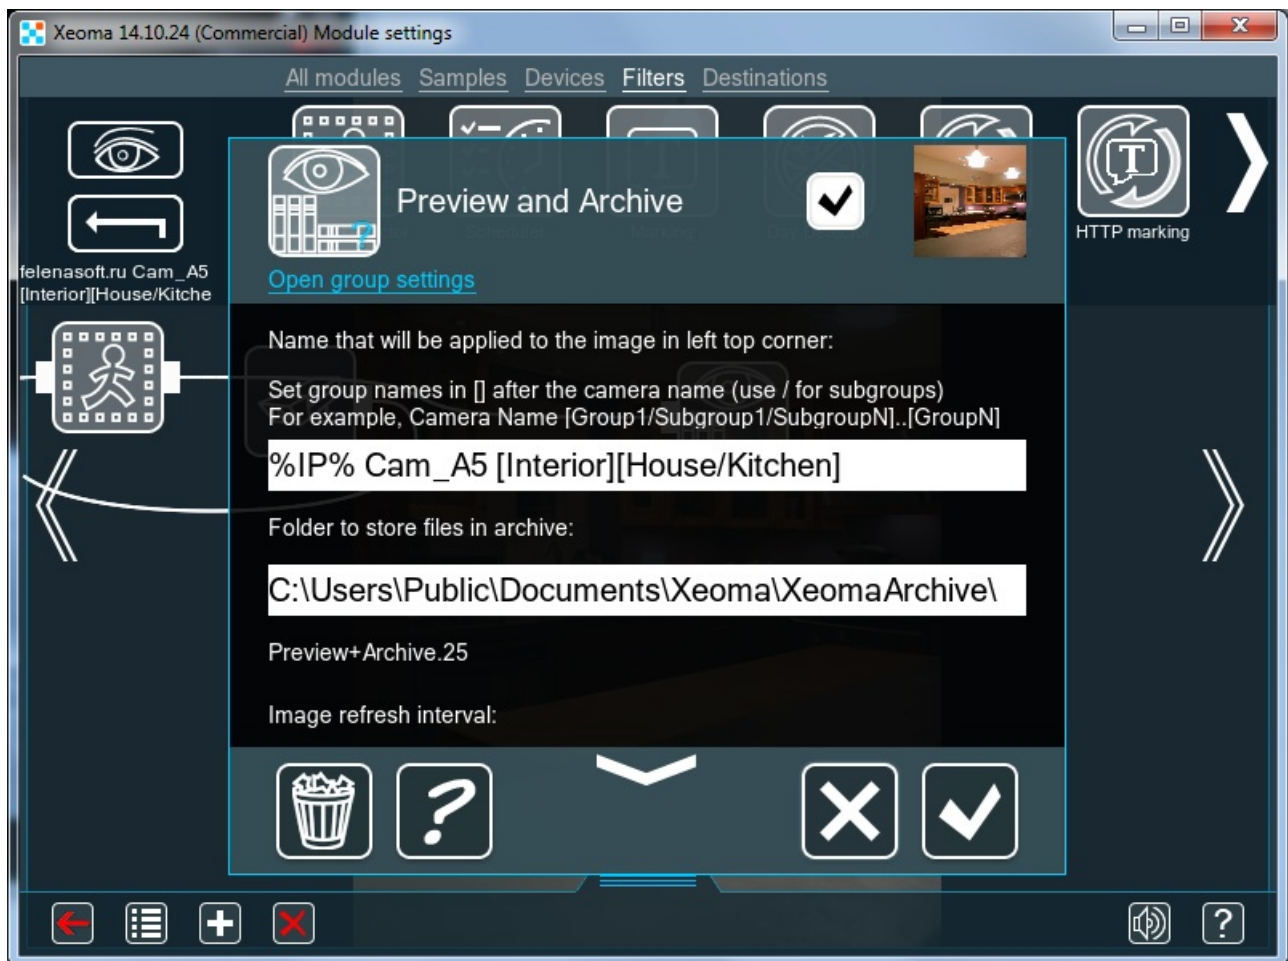 Xeoma 14.10.24 (Commercial) Module settings
All modules Samples Devices Filters Destinations
felenasoft.ru Cam_A5
[Interior][House/Kitche
HTTP marking
Preview and Archive
Open group settings
Name that will be applied to the image in left top corner:
Set group names in [] after the camera name (use / for subgroups)
For example, Camera Name [Group1/Subgroup1/SubgroupN]..[GroupN]
%IP% Cam_A5 [Interior][House/Kitchen]
Folder to store files in archive:
C:\Users\Public\Documents\Xeoma\XeomaArchive\
Preview+Archive.25
Image refresh interval: